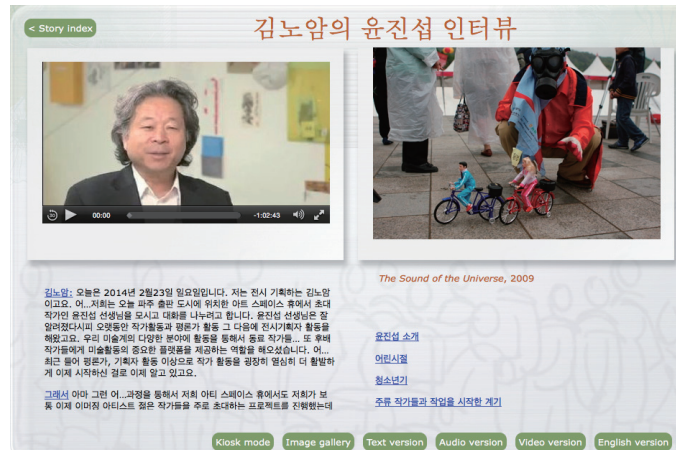 < Story Index
김노암의 윤진섭 인터뷰
00:00
-1:02:43
The Sound of the Universe, 2009
김노암: 오늘은 2014년 2월23일 일요일입니다. 저는 전시 기획하는 김노암
이고요. 어...저희는 오늘 파주 출판 도시에 위치한 아트 스페이스 휴에서 초대
작가인 윤진섭 선생님을 모시고 대화를 나누려고 합니다. 윤진섭 선생님은 잘
알려졌다시피 오랫동안 작가활동과 평론가 활동 그 다음에 전시기획자 활동을
해왔고요. 우리 미술계의 다양한 분야에 활동을 통해서 동료 작가들... 또 후배
작가들에게 미술활동의 중요한 플랫폼을 제공하는 역할을 해오셨습니다. 어...
최근 들어 평론가, 기획자 활동 이상으로 작가 활동을 굉장히 열심히 더 활발하
게 이제 시작하신 걸로 이제 알고 있고요.
그래서 아마 그런 어...과정을 통해서 저희 아티 스페이스 휴에서도 저희가 보
통 이제 이머징 아티스트 젊은 작가들을 주로 초대하는 프로젝트를 진행했는데
윤진섭 소개
어린시절
청소년기
주류 작가들과 작업을 시작한 계기
Kiosk mode
Image gallery
Text version
Audio version
Video version
English version